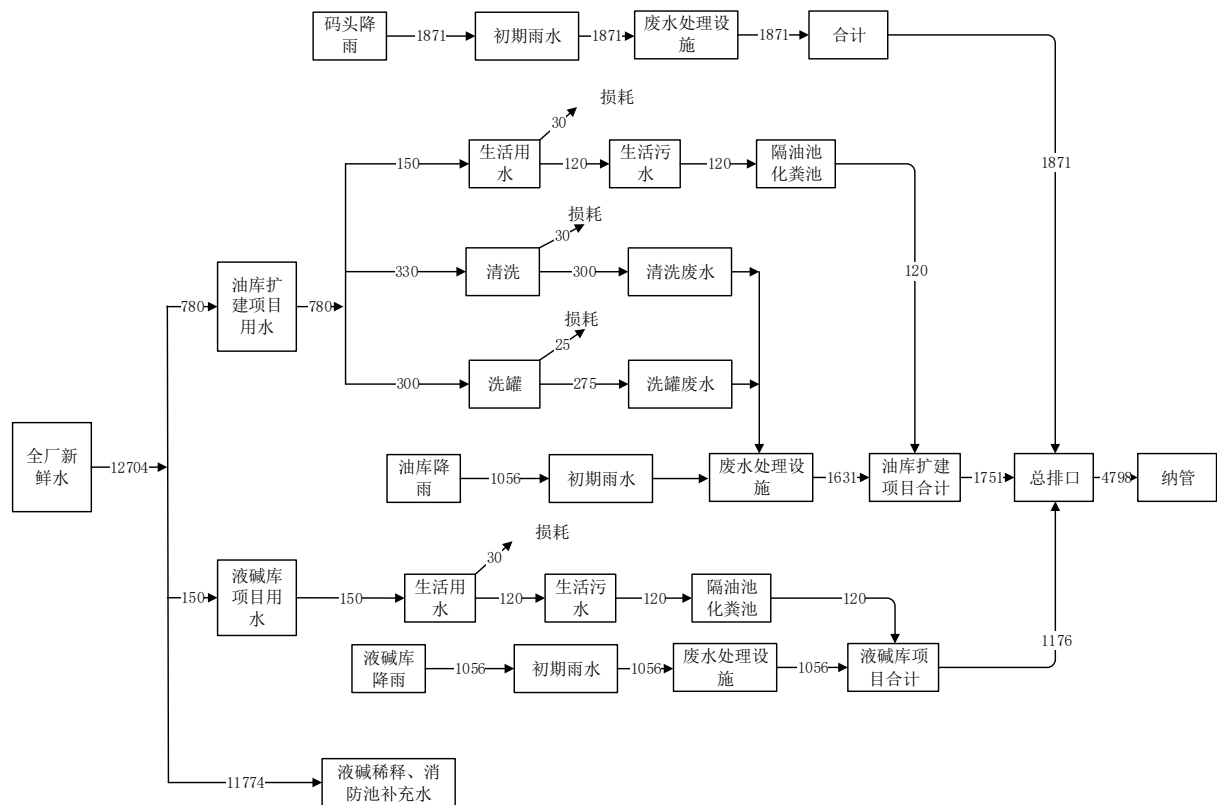 码头降
雨
1871
初期雨水
1871
废水处理设
施
1871
合计
1871
损耗
30
150
生活用
水
120
生活污
水
120
隔油池
化粪池
120
损耗
30
330
清洗
300
清洗废水
780
油库扩
建项目
用水
780
损耗
25
300
洗罐
275
洗罐废水
全厂新
鲜水
12704
油库降
雨
1056
初期雨水
废水处理设
施
1631
油库扩建
项目合计
1751
总排口
4798
纳管
损耗
30
150
液碱库
项目用
水
150
生活用
水
120
生活污
水
120
隔油池
化粪池
120
液碱库
降雨
1056
初期雨水
1056
废水处理设
施
1056
液碱库项
目合计
1176
11774
液碱稀释、消
防池补充水